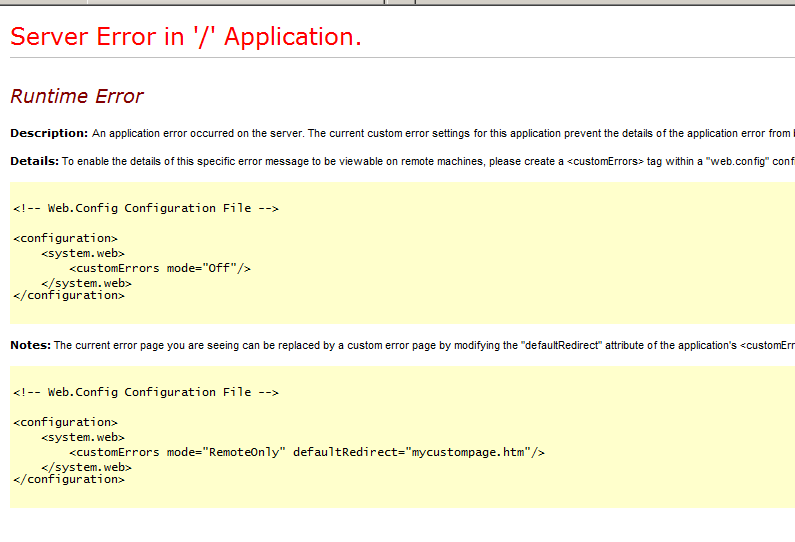 Server Error in '/' Application.
Runtime Error
Description: An application error occurred on the server. The current custom error settings for this application prevent the details of the application error from
Details: To enable the details of this specific error message to be viewable on remote machines, please create a <customErrors> tag within a "web.config"
<!-- Web.Config Configuration File -->
<configuration>
<system.web>
<customErrors mode="Off"/>
</system.web>
</configuration>
Notes: The current error page you are seeing can be replaced by a custom error page by modifying the "defaultRedirect" attribute of the application's
<!-- Web.Config Configuration File -->
<configuration>
<system.web>
<customErrors mode="RemoteOnly" defaultRedirect="mycustompage.htm"/>
</system.web>
</configuration>